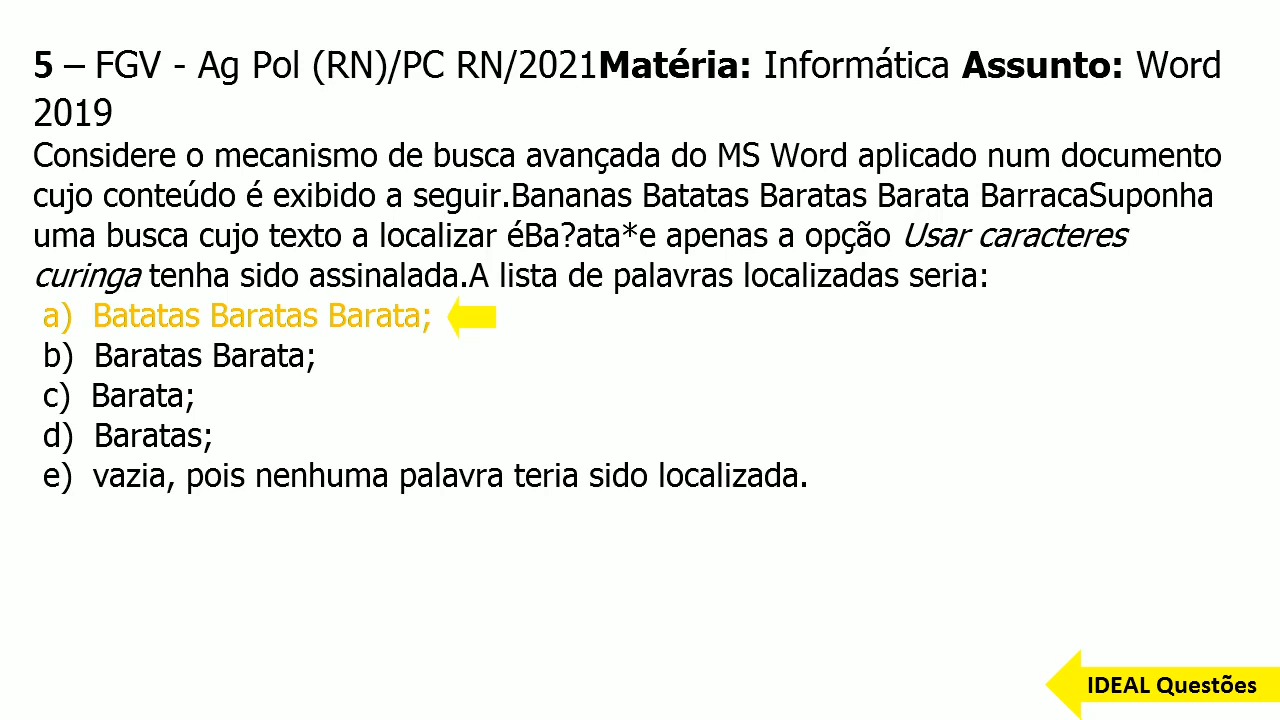 5 – FGV - Ag Pol (RN)/PC RN/2021Matéria: Informática Assunto: Word
2019
Considere o mecanismo de busca avançada do MS Word aplicado num documento
cujo conteúdo é exibido a seguir.Bananas Batatas Baratas Barata BarracaSuponha
uma busca cujo texto a localizar éBa?ata*e apenas a opção Usar caracteres
curinga tenha sido assinalada.A lista de palavras localizadas seria:
a) Batatas Baratas Barata;
b) Baratas Barata;
c) Barata;
d) Baratas;
e) vazia, pois nenhuma palavra teria sido localizada.
IDEAL Questões